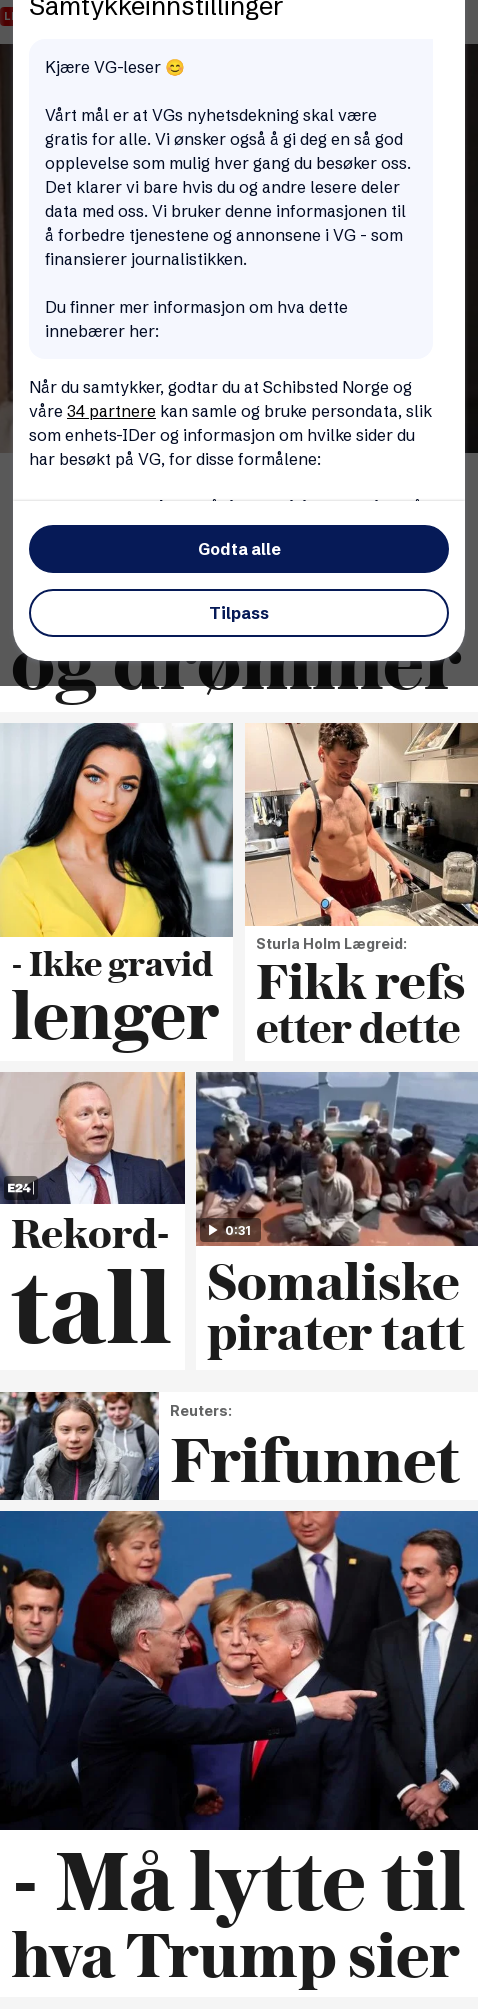 Samtykkeinnstillinger
Kjære VG-leser 😊
Vårt mål er at VGs nyhetsdekning skal være
gratis for alle. Vi ønsker også å gi deg en så god
opplevelse som mulig hver gang du besøker oss.
Det klarer vi bare hvis du og andre lesere deler
data med oss. Vi bruker denne informasjonen til
å forbedre tjenestene og annonsene i VG - som
finansierer journalistikken.
Du finner mer informasjon om hva dette
innebærer her:
Når du samtykker, godtar du at Schibsted Norge og
våre 34 partnere kan samle og bruke persondata, slik
som enhets-IDer og informasjon om hvilke sider du
har besøkt på VG, for disse formålene:
Godta alle
Tilpass
og drømmer
- Ikke gravid
lenger
Sturla Holm Lægreid:
Fikk refs
etter dette
E24
Rekord-
tall
0:31
Somaliske
pirater tatt
Reuters:
Frifunnet
- Må lytte til
hva Trump sier